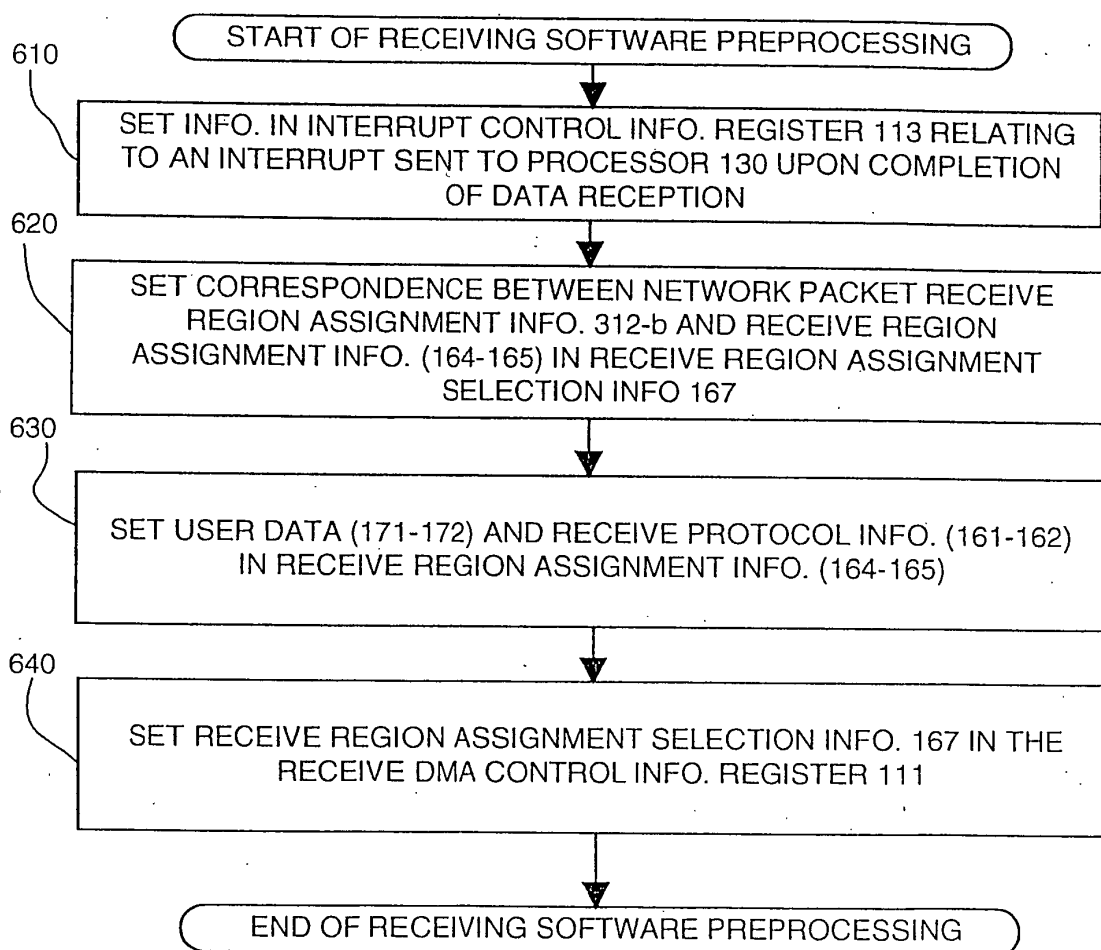 START OF RECEIVING SOFTWARE PREPROCESSING
610
SET INFO. IN INTERRUPT CONTROL INFO. REGISTER 113 RELATING
TO AN INTERRUPT SENT TO PROCESSOR 130 UPON COMPLETION
OF DATA RECEPTION
620
SET CORRESPONDENCE BETWEEN NETWORK PACKET RECEIVE
REGION ASSIGNMENT INFO. 312-b AND RECEIVE REGION
ASSIGNMENT INFO. (164-165) IN RECEIVE REGION ASSIGNMENT
SELECTION INFO 167
630
SET USER DATA (171-172) AND RECEIVE PROTOCOL INFO. (161-162)
IN RECEIVE REGION ASSIGNMENT INFO. (164-165)
640
SET RECEIVE REGION ASSIGNMENT SELECTION INFO. 167 IN THE
RECEIVE DMA CONTROL INFO. REGISTER 111
END OF RECEIVING SOFTWARE PREPROCESSING